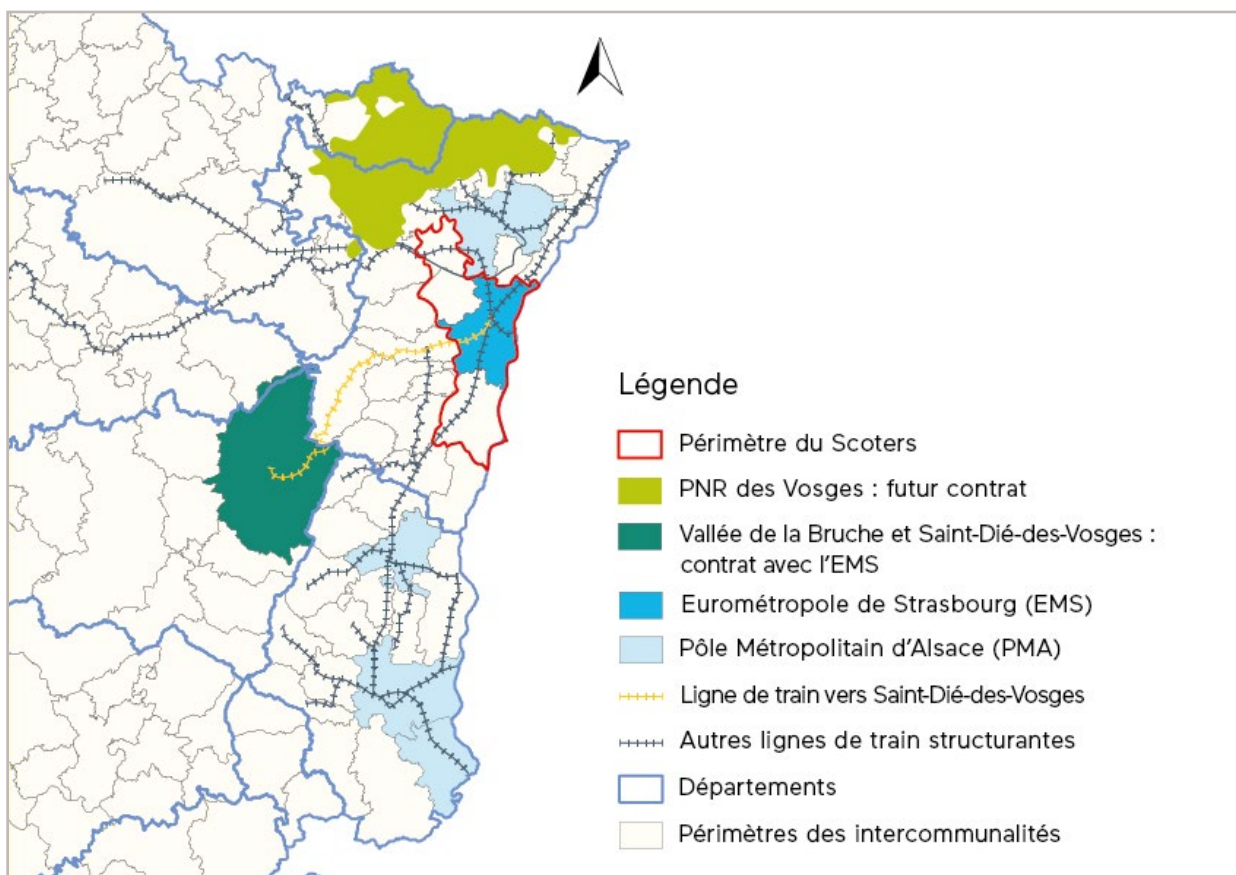 Légende
Périmètre du Scoters
PNR des Vosges : futur contrat
Vallée de la Bruche et Saint-Dié-des-Vosges :
contrat avec l'EMS
Eurométropole de Strasbourg (EMS)
Pôle Métropolitain d'Alsace (PMA)
Ligne de train vers Saint-Dié-des-Vosges
Autres lignes de train structurantes
Départements
Périmètres des intercommunalités